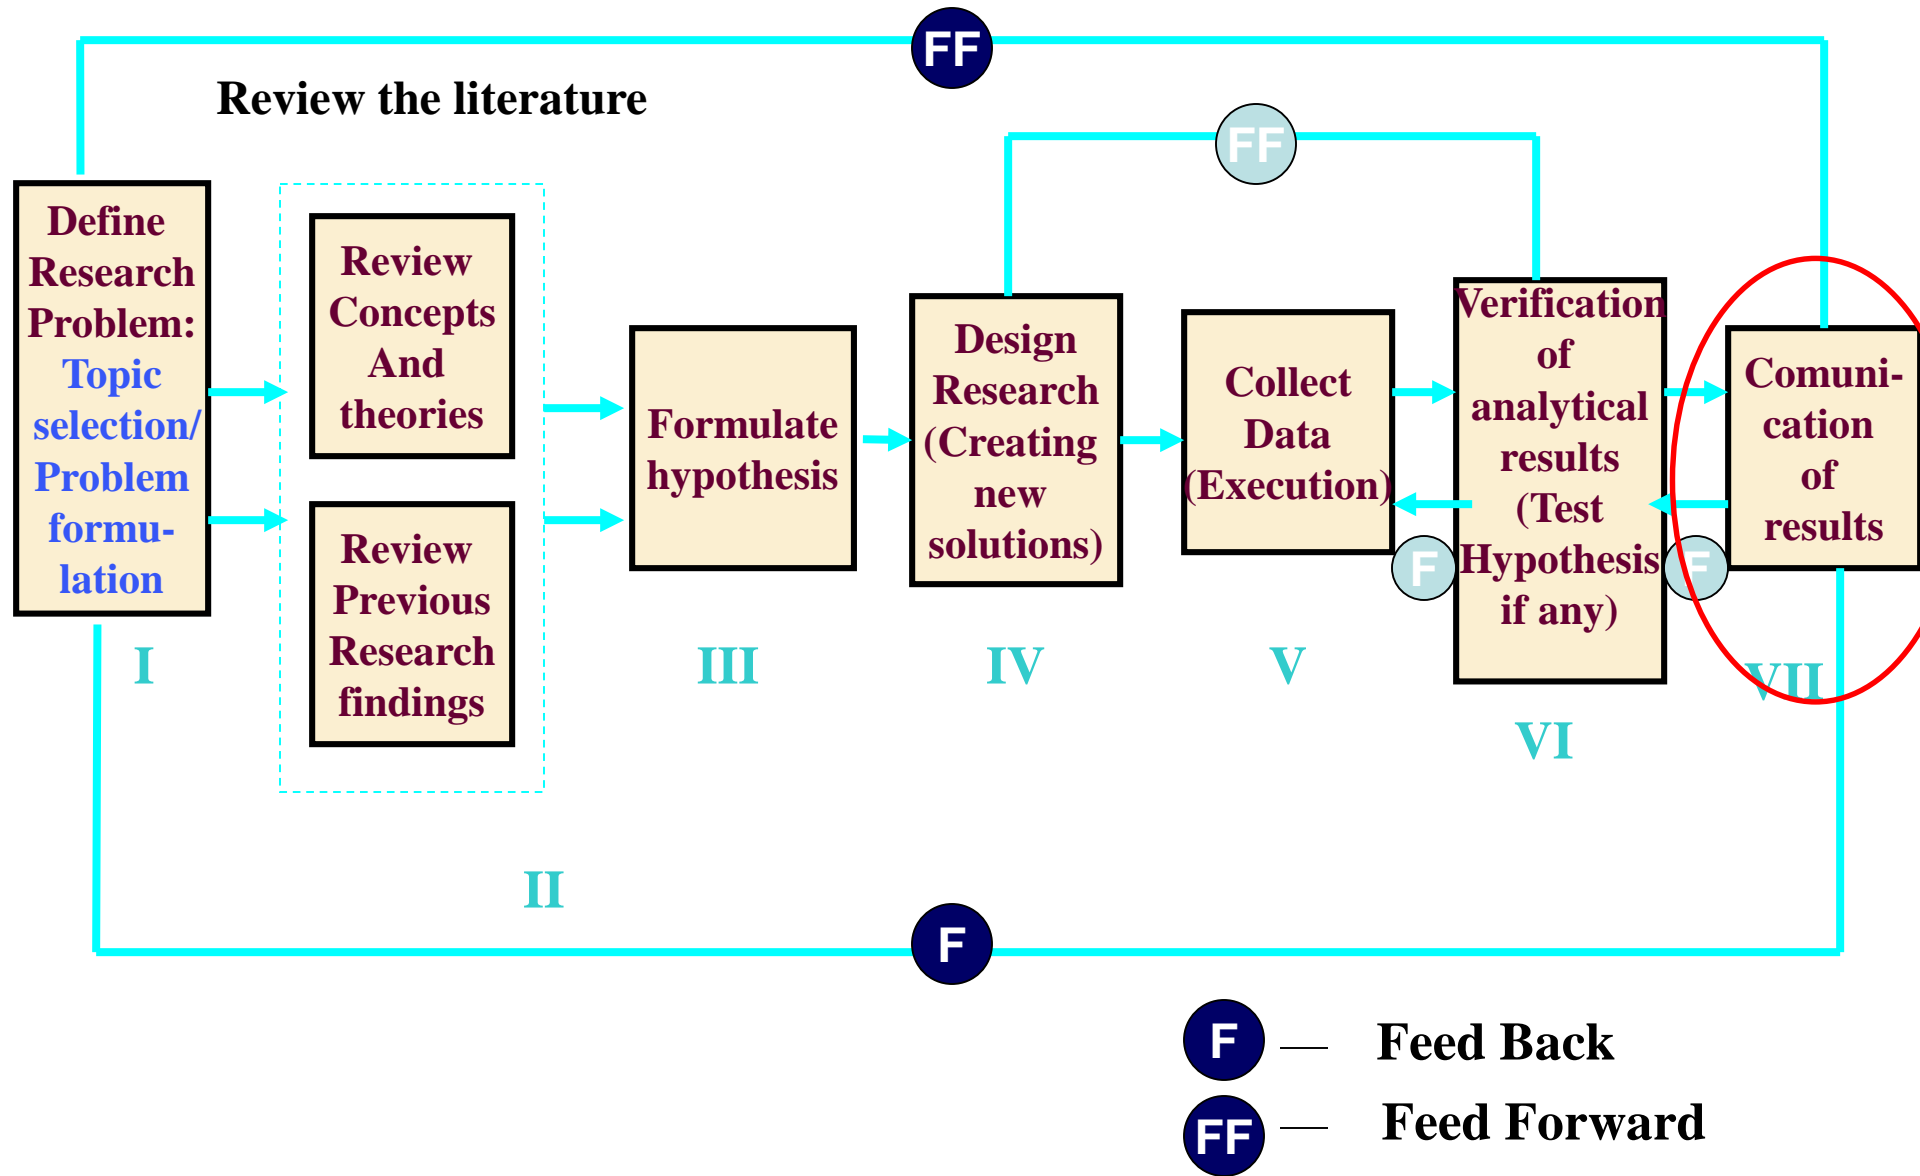 FF
Review the literature
FF
Define
Research
Problem:
Topic
selection/
Problem
formu-
lation
I
Review
Concepts
And
theories
Review
Previous
Research
findings
II
Formulate
hypothesis
III
Design
Research
(Creating
new
solutions)
IV
Collect
Data
(Execution)
V
F
Verification
of
analytical
results
(Test
Hypothesis
if any)
VI
F
Comuni-
cation
of
results
VII
F
F — Feed Back
FF — Feed Forward